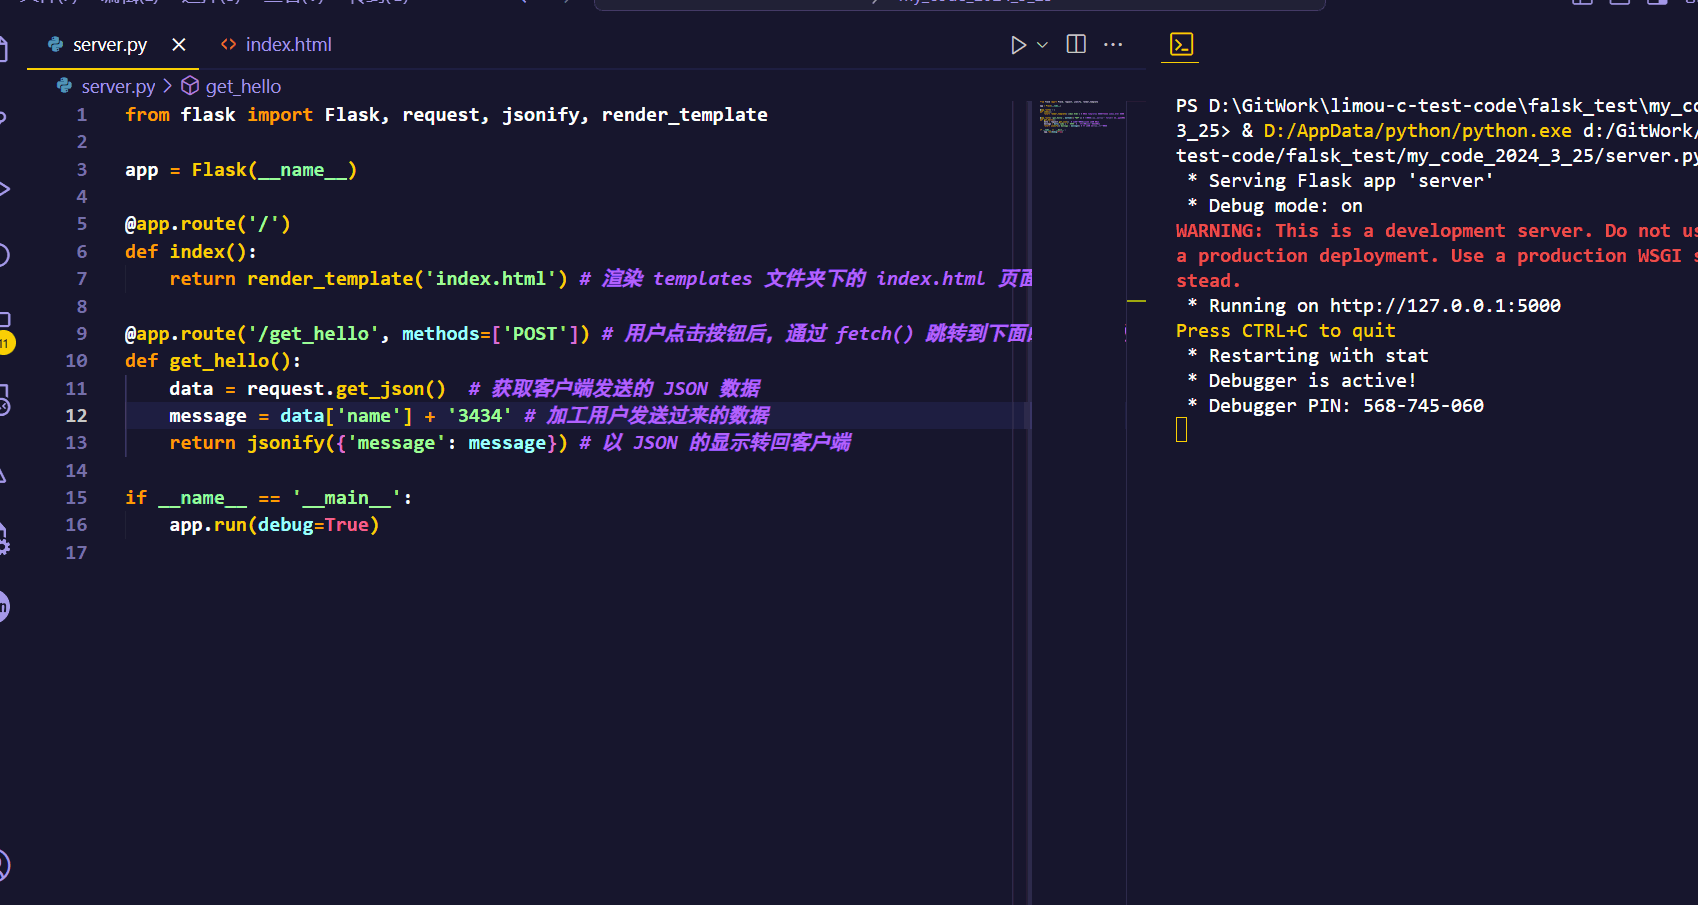 server.py
index.html
server.py > get_hello
1 from flask import Flask, request, jsonify, render_template
2
3 app = Flask(__name__)
4
5 @app.route('/')
6 def index():
7 return render_template('index.html') # 渲染 templates 文件夹下的 index.html 页面
8
9 @app.route('/get_hello', methods=['POST']) # 用户点击按钮后，通过 fetch() 跳转到下面
10 def get_hello():
11 data = request.get_json() # 获取客户端发送的 JSON 数据
12 message = data['name'] + '3434' # 加工用户发送过来的数据
13 return jsonify({'message': message}) # 以 JSON 的显示转回客户端
14
15 if __name__ == '__main__':
16 app.run(debug=True)
17
11
PS D:\GitWork\limou-c-test-code\falsk_test\my_co
3_25> & D:/AppData/python/python.exe d:/GitWork/
test-code/falsk_test/my_code_2024_3_25/server.py
* Serving Flask app 'server'
* Debug mode: on
WARNING: This is a development server. Do not us
a production deployment. Use a production WSGI s
stead.
* Running on http://127.0.0.1:5000
Press CTRL+C to quit
* Restarting with stat
* Debugger is active!
* Debugger PIN: 568-745-060